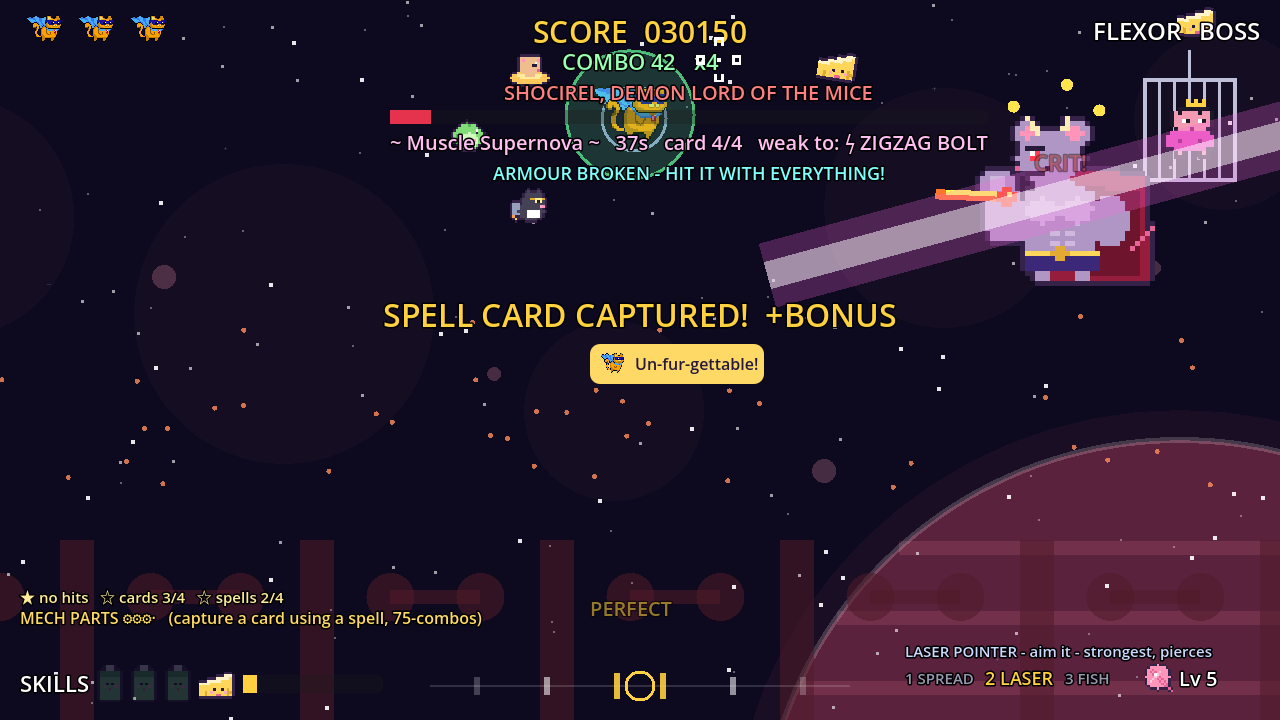 SCORE 030150
FLEXOR BOSS
COMBO 42 x4
SHOCIREL, DEMON LORD OF THE MICE
~ Muscle Supernova ~ 37s card 4/4 weak to: ϟ ZIGZAG BOLT
CRIT!
ARMOUR BROKEN - HIT IT WITH EVERYTHING!
SPELL CARD CAPTURED! +BONUS
Un-fur-gettable!
★ no hits ☆ cards 3/4 ☆ spells 2/4
PERFECT
MECH PARTS ⚙⚙⚙· (capture a card using a spell, 75-combos)
LASER POINTER - aim it - strongest, pierces
SKILLS
1 SPREAD 2 LASER 3 FISH
Lv 5